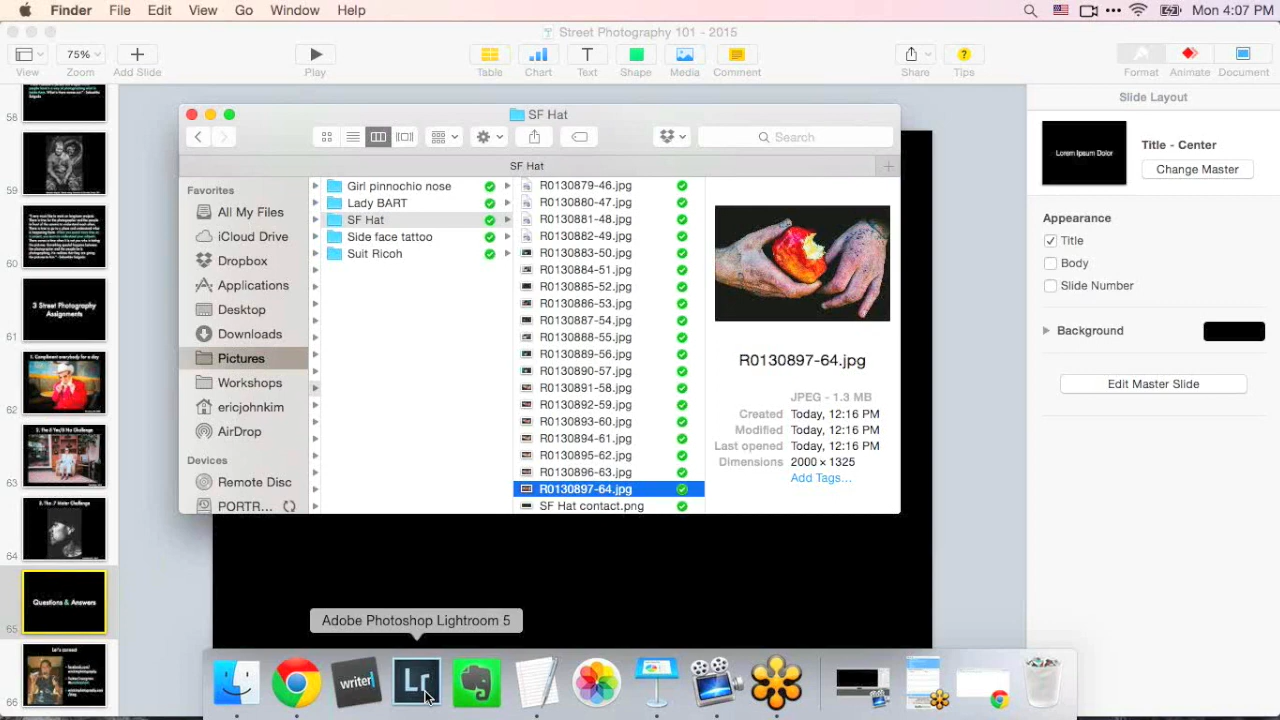 Finder File Edit View Go Window Help
Mon 4:07 PM
Street Photography 101 - 2015
75%
View Zoom Add Slide
Play
Table Chart Text Shape Media Comment
Share Tips
Format Animate Document
58
59
60
3 Street Photography
Assignments
61
1. Compliment everybody for a day
62
63
64
Questions & Answers
65
66
SF Hat
Search
SF Hat
Favorites
All My Files
Dropbox
Applications
Desktop
Downloads
Pictures
Workshops
ericjohnkim
AirDrop
Devices
Remote Disc
Girl pinnochio nose
Lady BART
SF Hat
Side facarette
Suit Ricoh
R0130879-46.jpg
R0130880-47.jpg
R0130881-48.jpg
R0130882-49.jpg
R0130883-50.jpg
R0130884-51.jpg
R0130885-52.jpg
R0130886-53.jpg
R0130887-54.jpg
R0130888-55.jpg
R0130889-56.jpg
R0130890-57.jpg
R0130891-58.jpg
R0130892-59.jpg
R0130893-60.jpg
R0130894-61.jpg
R0130895-62.jpg
R0130896-63.jpg
R0130897-64.jpg
SF Hat contact.png
R0130897-64.jpg
JPEG - 1.3 MB
Created Today, 12:16 PM
Modified Today, 12:16 PM
Last opened Today, 12:16 PM
Dimensions 2000 × 1325
Add Tags...
Slide Layout
Lorem Ipsum Dolor
Title - Center
Change Master
Appearance
Title
Body
Slide Number
Background
Edit Master Slide
Adobe Photoshop Lightroom 5